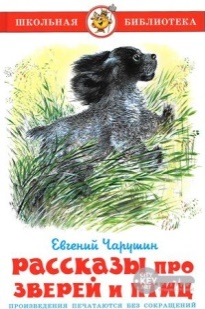 ШКОЛЬНАЯ БИБЛИОТЕКА
Евгений Чарушин
Рассказы про
зверей и птиц
ПРОИЗВЕДЕНИЯ ПЕЧАТАЮТСЯ БЕЗ СОКРАЩЕНИЙ